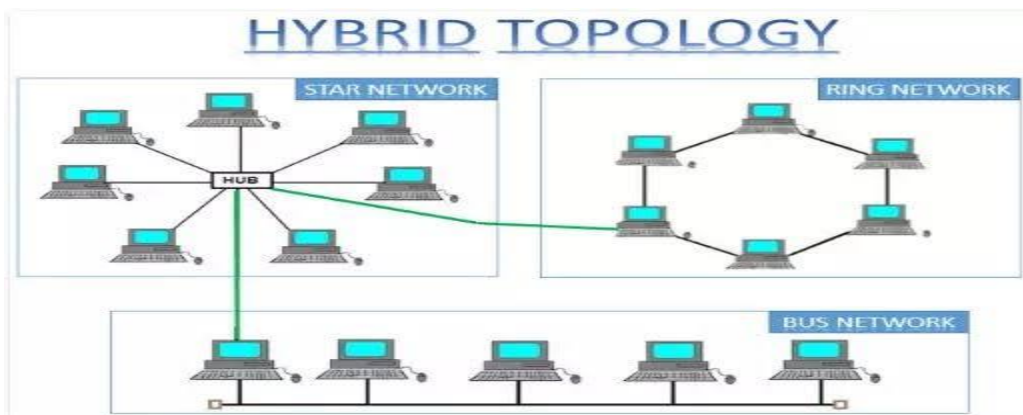 HYBRID TOPOLOGY
STAR NETWORK
RING NETWORK
HUB
BUS NETWORK